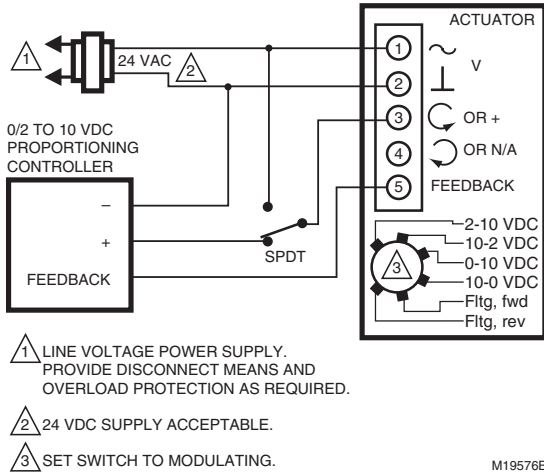 ACTUATOR
1
24 VAC
2
1
V
2
3
OR +
4
OR N/A
5
FEEDBACK
0/2 TO 10 VDC
PROPORTIONING
CONTROLLER
–
+
FEEDBACK
SPDT
3
2-10 VDC
10-2 VDC
0-10 VDC
10-0 VDC
Fltg, fwd
Fltg, rev
1 LINE VOLTAGE POWER SUPPLY.
PROVIDE DISCONNECT MEANS AND
OVERLOAD PROTECTION AS REQUIRED.
2 24 VDC SUPPLY ACCEPTABLE.
3 SET SWITCH TO MODULATING.
M19576B